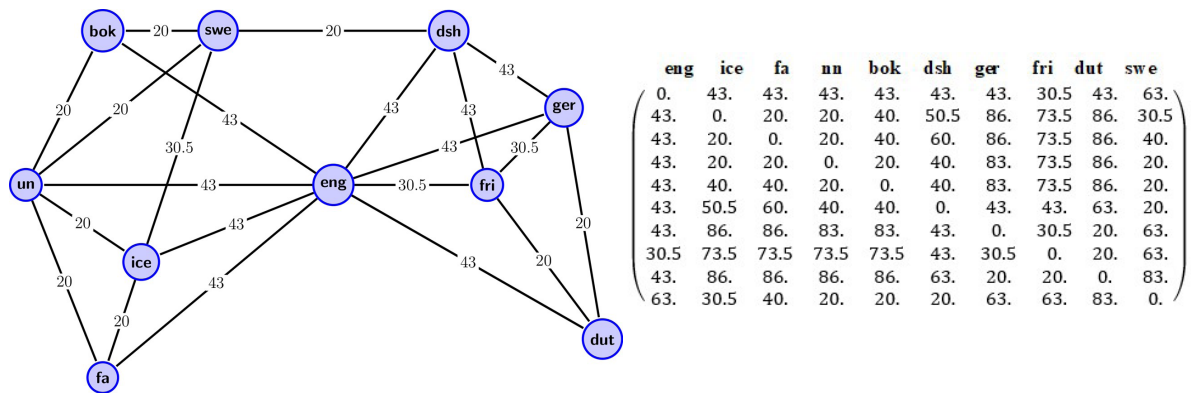 bok 20 swe 20 dsh
43
20 20 43 43 43 ger
30.5 43 30.5
un 43 eng 30.5 fri
20 43 20
ice
20 43 43 20
20
dut
fa
eng ice fa nn bok dsh ger fri dut swe
0. 43. 43. 43. 43. 43. 43. 30.5 43. 63.
43. 0. 20. 20. 40. 50.5 86. 73.5 86. 30.5
43. 20. 0. 20. 40. 60. 86. 73.5 86. 40.
43. 20. 20. 0. 20. 40. 83. 73.5 86. 20.
43. 40. 40. 20. 0. 40. 83. 73.5 86. 20.
43. 50.5 60. 40. 40. 0. 43. 43. 63. 20.
43. 86. 86. 83. 83. 43. 0. 30.5 20. 63.
30.5 73.5 73.5 73.5 73.5 43. 30.5 0. 20. 63.
43. 86. 86. 86. 86. 63. 20. 20. 0. 83.
63. 30.5 40. 20. 20. 20. 63. 63. 83. 0.